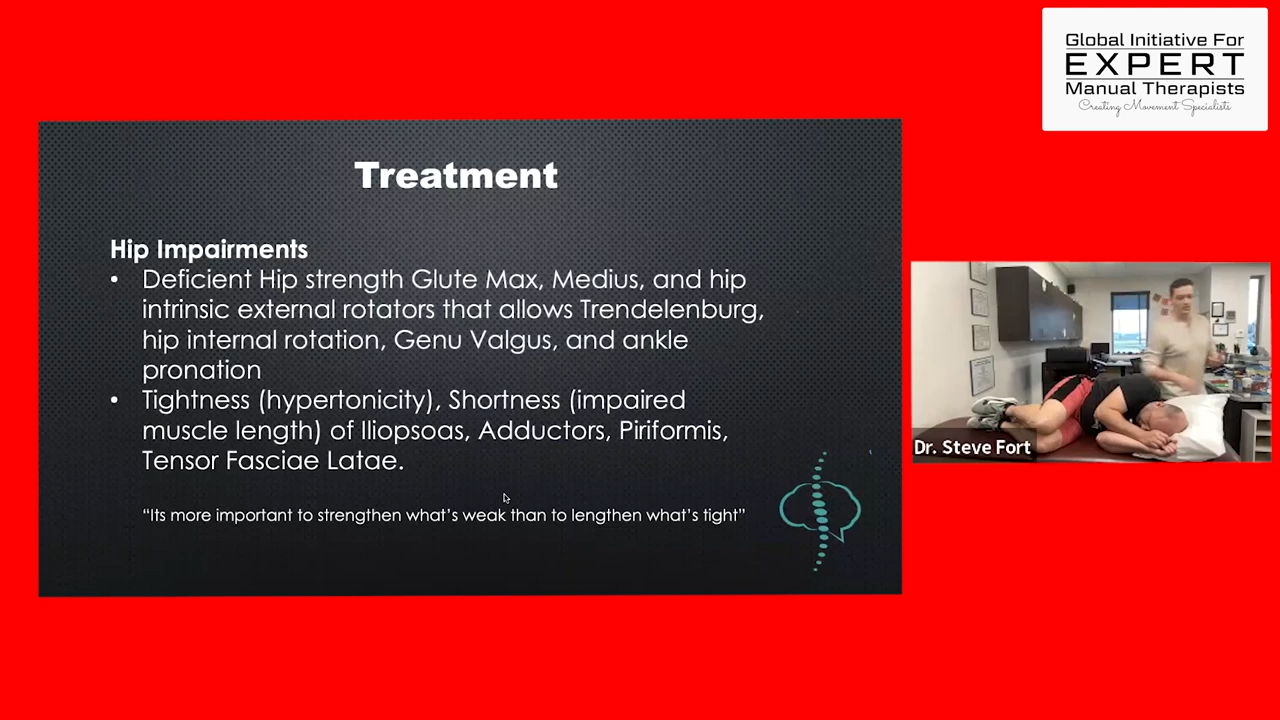 Global Initiative For
EXPERT
Manual Therapists
Creating Movement Specialists
Treatment
Hip Impairments
• Deficient Hip strength Glute Max, Medius, and hip
intrinsic external rotators that allows Trendelenburg,
hip internal rotation, Genu Valgus, and ankle
pronation
• Tightness (hypertonicity), Shortness (impaired
muscle length) of Iliopsoas, Adductors, Piriformis,
Tensor Fasciae Latae.
“Its more important to strengthen what’s weak than to lengthen what’s tight”
Dr. Steve Fort